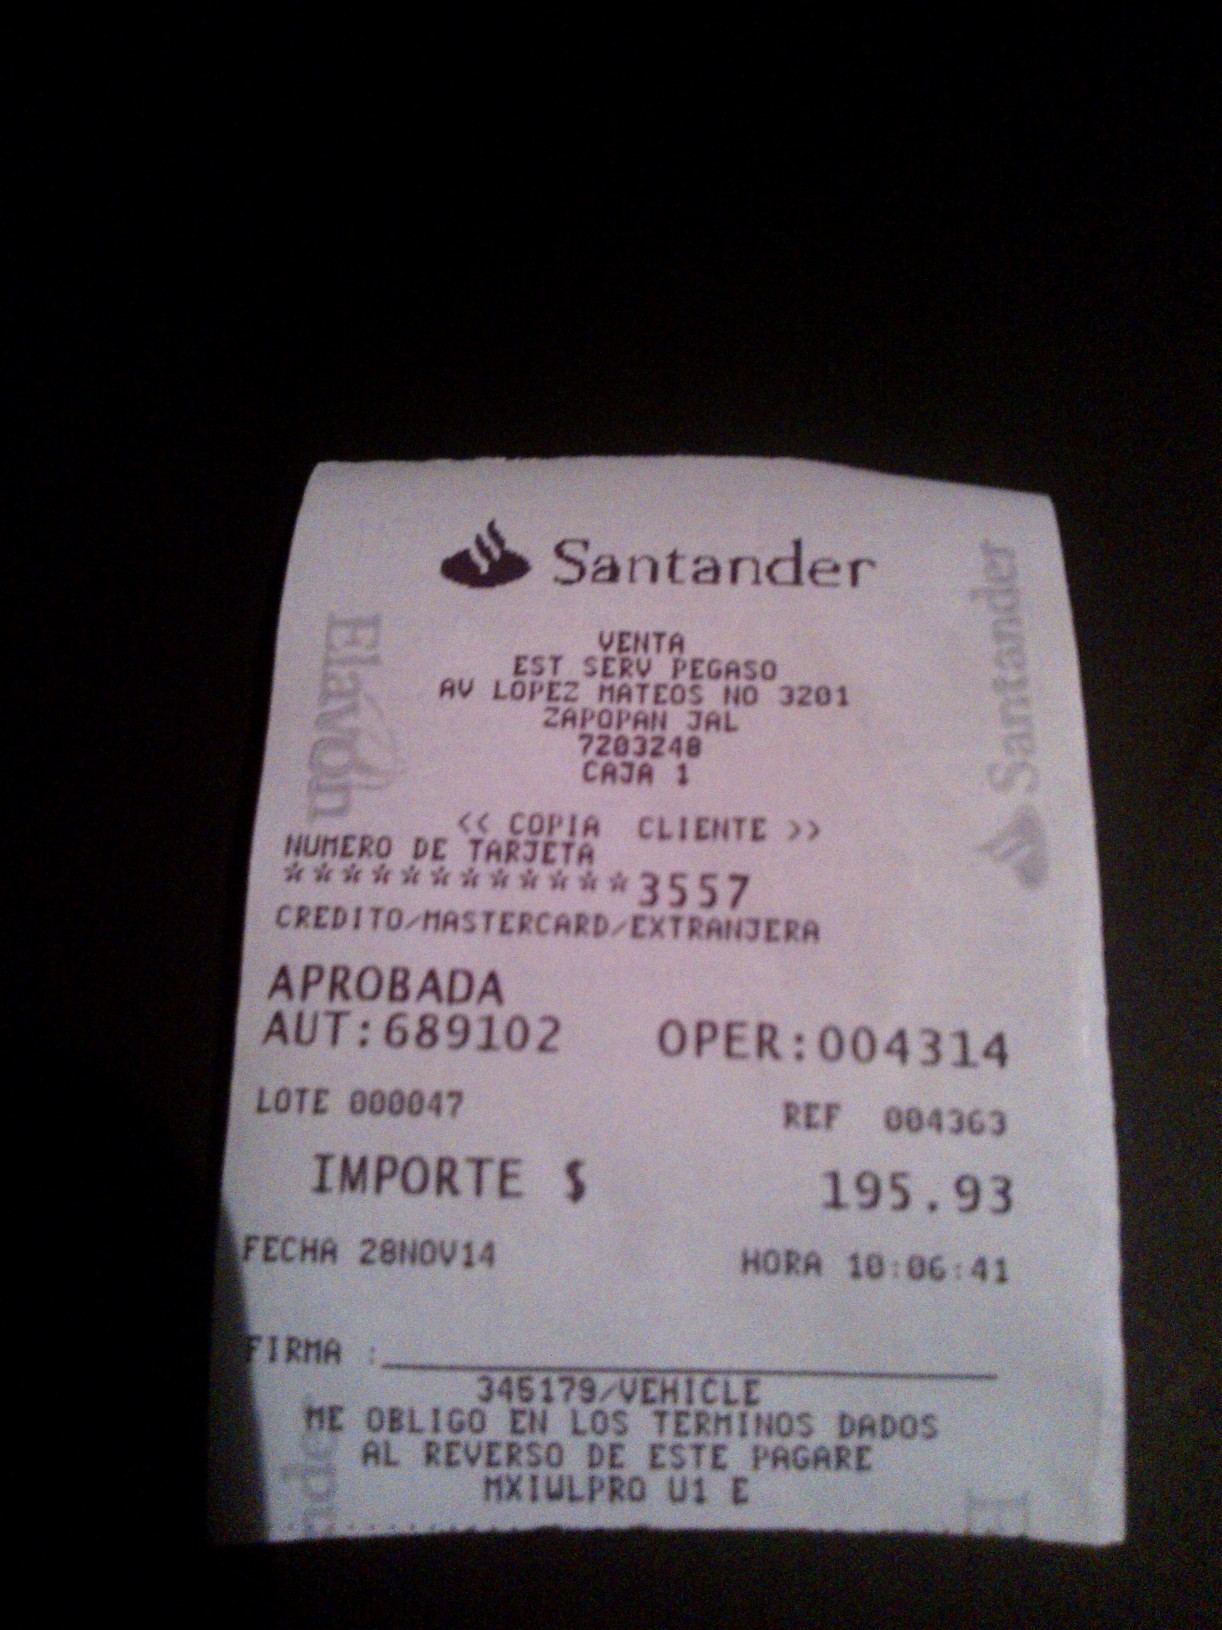 Santander
VENTA
EST SERV PEGASO
AV LOPEZ MATEOS NO 3201
ZAPOPAN JAL
7203248
CAJA 1
<< COPIA CLIENTE >>
NUMERO DE TARJETA
************3557
CREDITO/MASTERCARD/EXTRANJERA
APROBADA
AUT:689102 OPER:004314
LOTE 000047 REF 004363
IMPORTE $ 195.93
FECHA 28NOV14 HORA 10:06:41
FIRMA :
345179/VEHICLE
ME OBLIGO EN LOS TERMINOS DADOS
AL REVERSO DE ESTE PAGARE
MXIWLPRO U1 E
Elavon
Santander